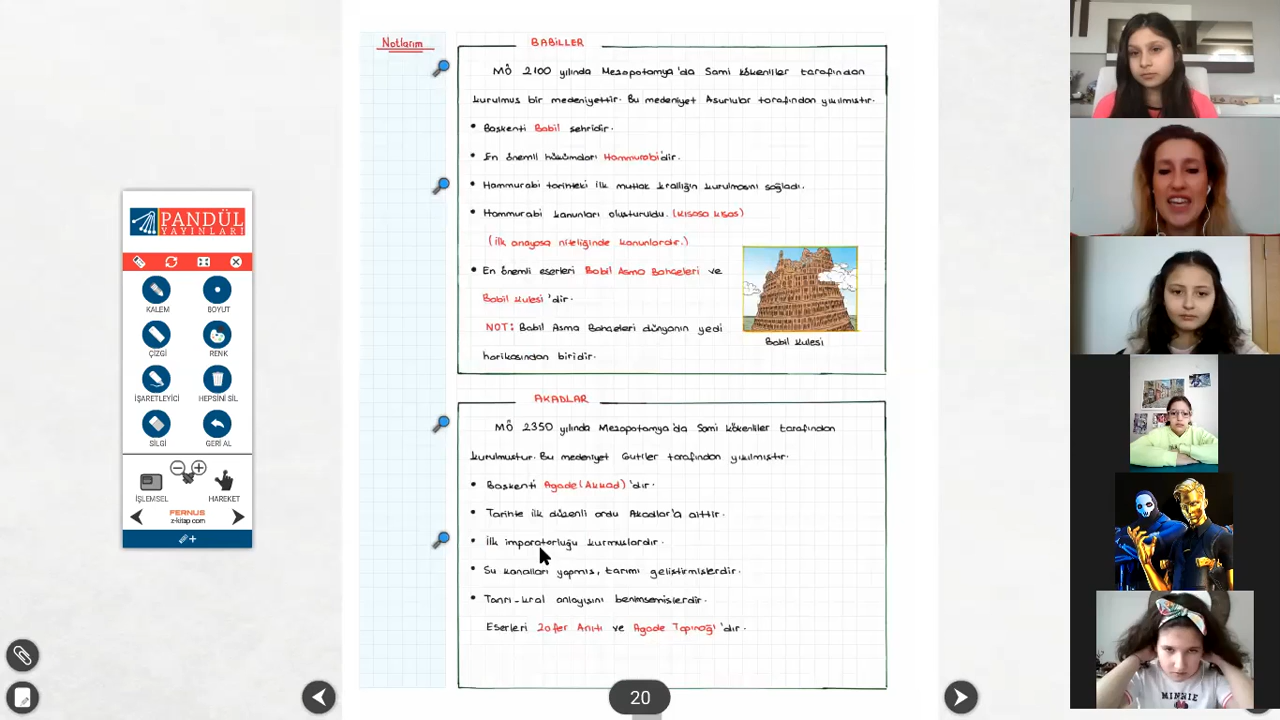 Notlarım
BABİLLER
MÖ 2100 yılında Mezopotamya'da Sami kökenliler tarafından
kurulmuş bir medeniyettir. Bu medeniyet Asurlular tarafından yıkılmıştır.
• Başkenti Babil şehridir.
• En önemli hükümdarı Hammurabi'dir.
• Hammurabi tarihteki ilk mutlak krallığın kurulmasını sağladı.
• Hammurabi kanunları oluşturuldu. (Kısasa kısas)
(İlk anayasa niteliğinde kanunlardır.)
• En önemli eserleri Babil Asma Bahçeleri ve
Babil Kulesi'dir.
NOT: Babil Asma Bahçeleri dünyanın yedi
harikasından biridir.
Babil Kulesi
AKADLAR
MÖ 2350 yılında Mezopotamya'da Sami kökenliler tarafından
kurulmuştur. Bu medeniyet Gutiler tarafından yıkılmıştır.
• Başkenti Agade (Akkad)'dır.
• Tarihte ilk düzenli ordu Akadlar'a aittir.
• İlk imparatorluğu kurmuşlardır.
• Su kanalları yapmış, tarımı geliştirmişlerdir.
• Tanrı-kral anlayışını benimsemişlerdir.
Eserleri Zafer Anıtı ve Agade Tapınağı'dır.
20
PANDÜL
YAYINLARI
KALEM
BOYUT
ÇİZGİ
RENK
İŞARETLEYİCİ
HEPSİNİ SİL
SİLGİ
GERİ AL
İŞLEMSEL
HAREKET
FERNUS
z-kitap.com
MINNIE